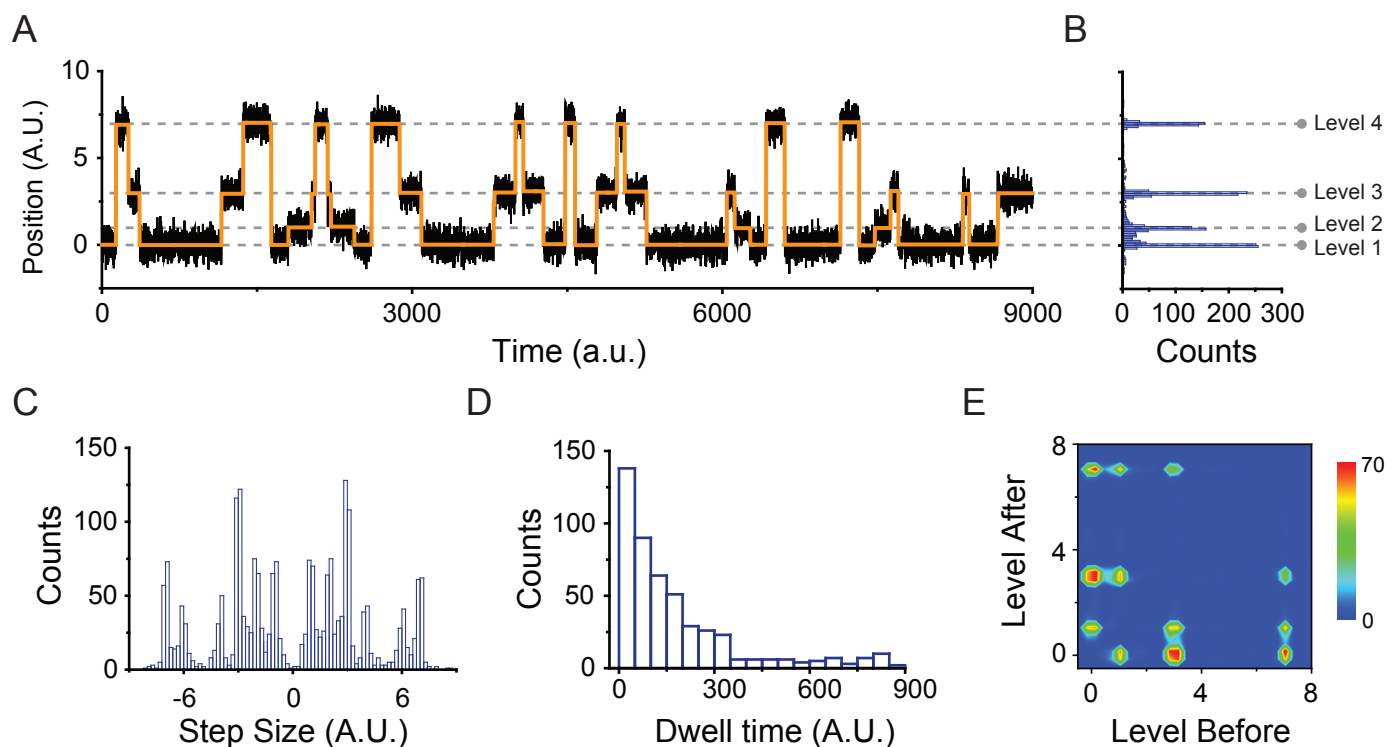 A
B
10
5
0
Position (A.U.)
0
3000
6000
9000
Time (a.u.)
Level 4
Level 3
Level 2
Level 1
0
100
200
300
Counts
C
D
E
150
100
50
0
Counts
-6
0
6
Step Size (A.U.)
150
100
50
0
Counts
0
300
600
900
Dwell time (A.U.)
8
4
0
Level After
0
4
8
Level Before
70
0